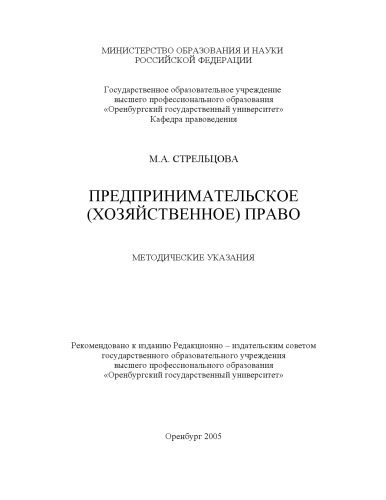 МИНИСТЕРСТВО ОБРАЗОВАНИЯ И НАУКИ
РОССИЙСКОЙ ФЕДЕРАЦИИ
Государственное образовательное учреждение
высшего профессионального образования
«Оренбургский государственный университет»
Кафедра правоведения
М.А. СТРЕЛЬЦОВА
ПРЕДПРИНИМАТЕЛЬСКОЕ
(ХОЗЯЙСТВЕННОЕ) ПРАВО
МЕТОДИЧЕСКИЕ УКАЗАНИЯ
Рекомендовано к изданию Редакционно – издательским советом
государственного образовательного учреждения
высшего профессионального образования
«Оренбургский государственный университет»
Оренбург 2005